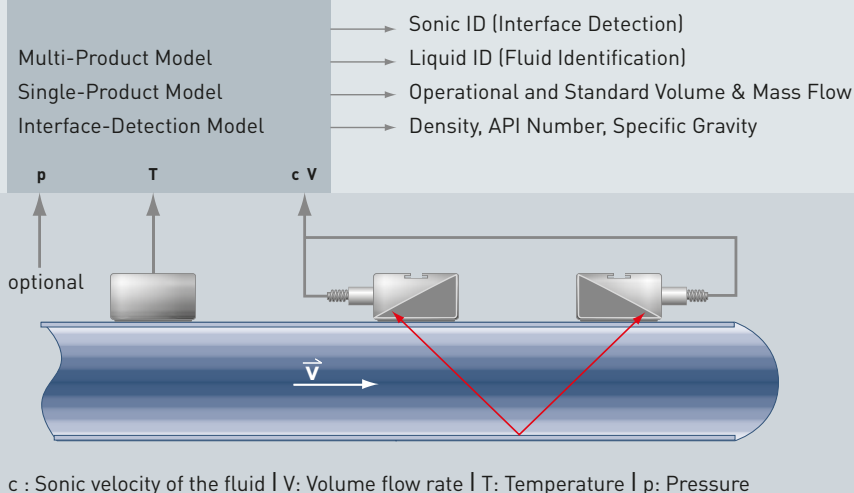 Sonic ID (Interface Detection)
Multi-Product Model Liquid ID (Fluid Identification)
Single-Product Model Operational and Standard Volume & Mass Flow
Interface-Detection Model Density, API Number, Specific Gravity
p T c V
optional
V
c : Sonic velocity of the fluid | V: Volume flow rate | T: Temperature | p: Pressure